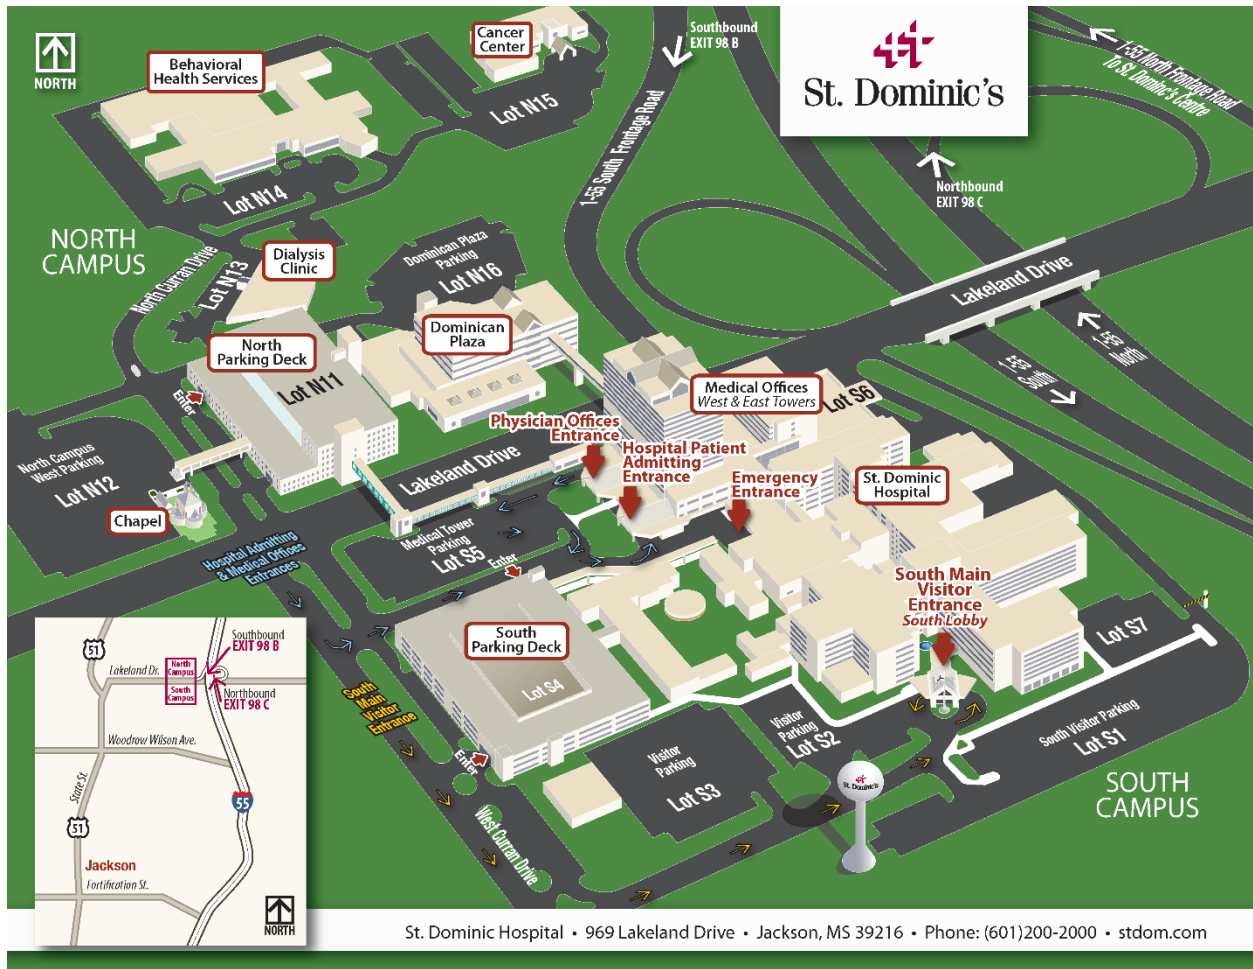 NORTH
Behavioral
Health Services
Cancer
Center
Lot N15
Southbound
EXIT 98 B
St. Dominic's
1-55 North Frontage Road
To St. Dominc's Centre
1-55 South Frontage Road
Northbound
EXIT 98 C
Lot N14
NORTH
CAMPUS
North Curran Drive
Lot N13
Dialysis
Clinic
Dominican Plaza
Parking
Lot N16
Lakeland Drive
1-55
North
1-55
South
North
Parking Deck
Lot N11
Enter
Dominican
Plaza
Medical Offices
West & East Towers
Lot S6
North Campus
West Parking
Lot N12
Chapel
Lakeland Drive
Physician Offices
Entrance
Hospital Patient
Admitting
Entrance
Emergency
Entrance
St. Dominic
Hospital
Medical Tower
Parking
Lot S5
Enter
Hospital Admitting
& Medical Offices
Entrances
South Main
Visitor
Entrance
South Lobby
South
Parking Deck
Lot S4
Lot S7
South
Main
Visitor
Entrance
Enter
Visitor
Parking
Lot S3
Visitor
Parking
Lot S2
South Visitor Parking
Lot S1
SOUTH
CAMPUS
St. Dominic's
West Curran Drive
51
Southbound
EXIT 98 B
Lakeland Dr.
North
Campus
South
Campus
Northbound
EXIT 98 C
Woodrow Wilson Ave.
State St.
55
51
Jackson
Fortification St.
NORTH
St. Dominic Hospital • 969 Lakeland Drive • Jackson, MS 39216 • Phone: (601)200-2000 • stdom.com